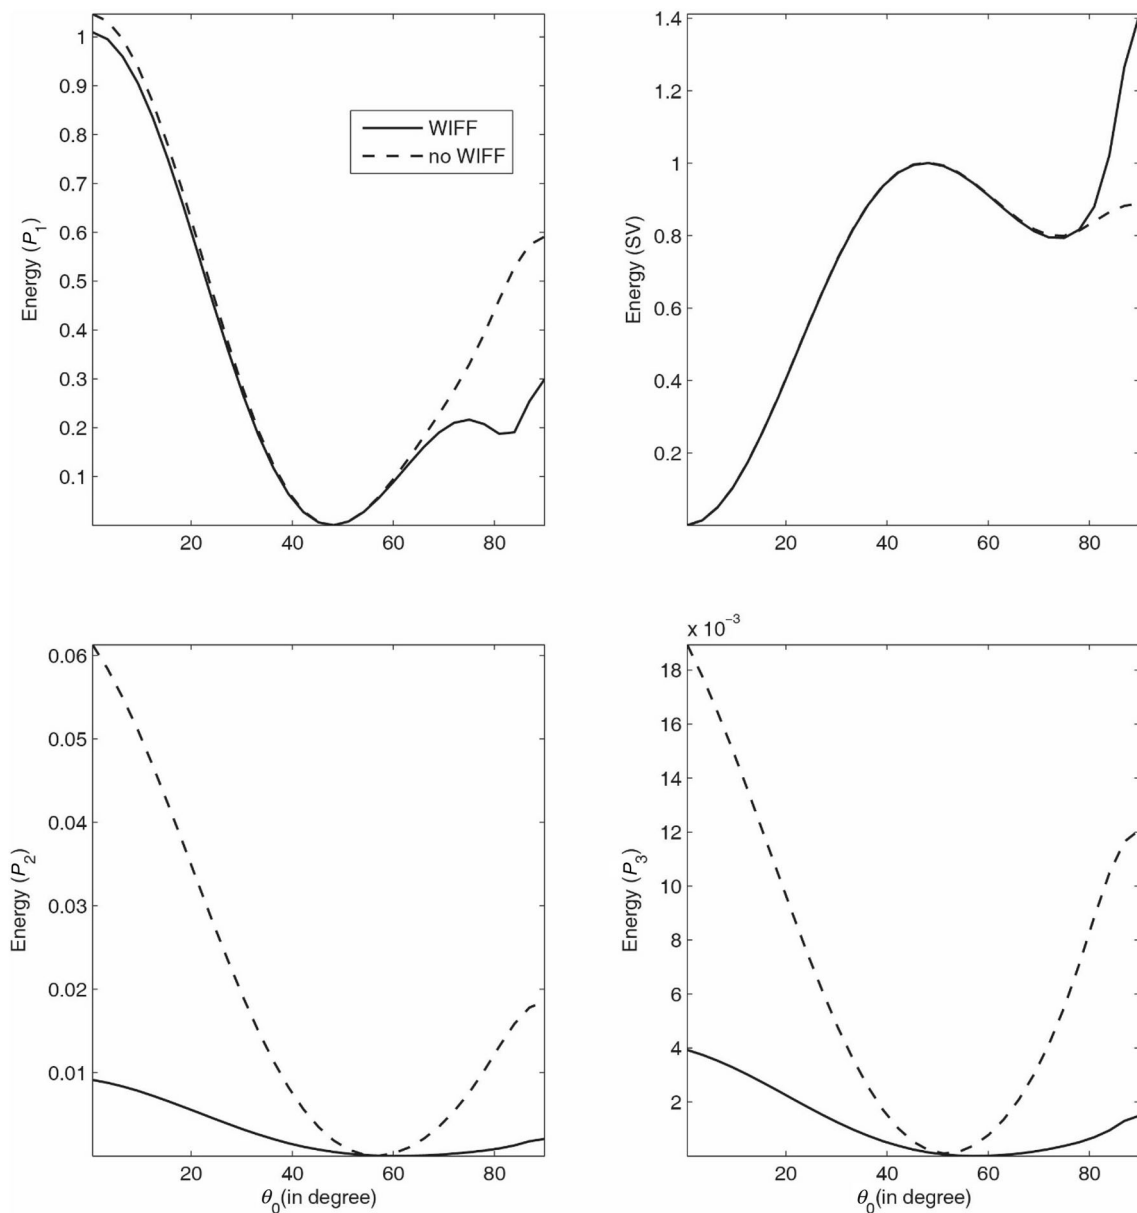 1
0.9
0.8
0.7
0.6
0.5
0.4
0.3
0.2
0.1
Energy (P1)
WIFF
no WIFF
20 40 60 80
1.4
1.2
1
0.8
0.6
0.4
0.2
Energy (SV)
20 40 60 80
0.06
0.05
0.04
0.03
0.02
0.01
Energy (P2)
20 40 60 80
θ0(in degree)
x 10-3
18
16
14
12
10
8
6
4
2
Energy (P3)
20 40 60 80
θ0(in degree)